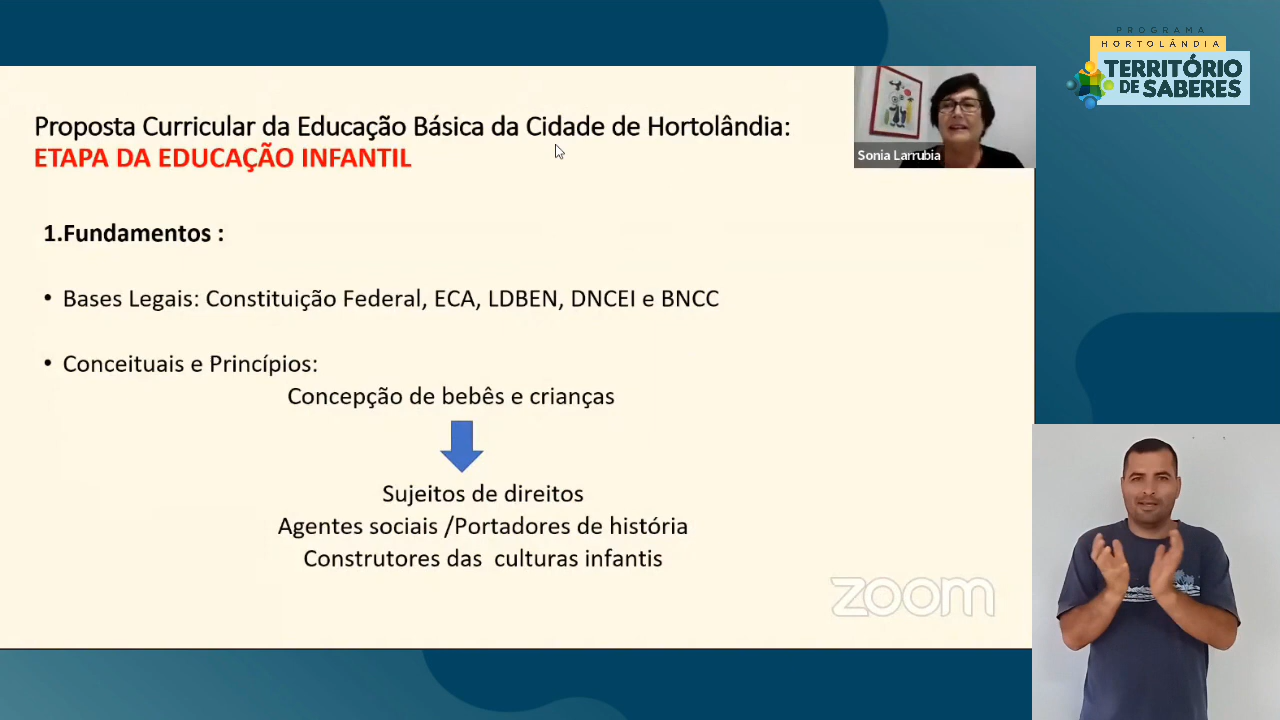 PROGRAMA
HORTOLÂNDIA
TERRITÓRIO
DE SABERES
Proposta Curricular da Educação Básica da Cidade de Hortolândia:
ETAPA DA EDUCAÇÃO INFANTIL
Sonia Larrubia
1.Fundamentos :
• Bases Legais: Constituição Federal, ECA, LDBEN, DNCEI e BNCC
• Conceituais e Princípios:
Concepção de bebês e crianças
Sujeitos de direitos
Agentes sociais /Portadores de história
Construtores das culturas infantis
zoom